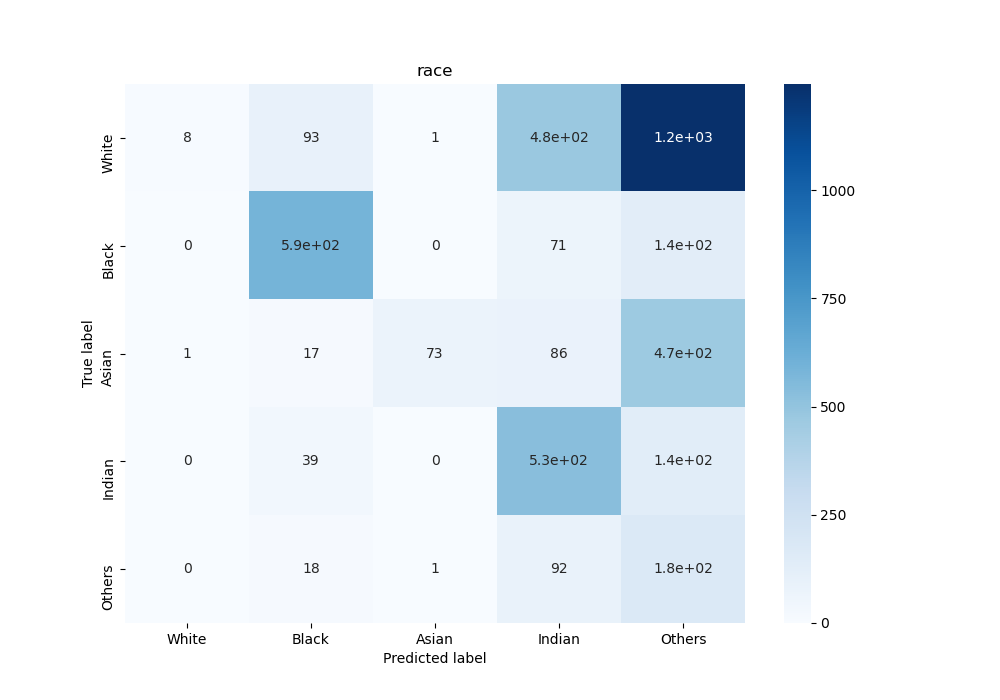 race
White 8 93 1 4.8e+02 1.2e+03
Black 0 5.9e+02 0 71 1.4e+02
Asian 1 17 73 86 4.7e+02
Indian 0 39 0 5.3e+02 1.4e+02
Others 0 18 1 92 1.8e+02
True label
White Black Asian Indian Others
Predicted label
1000
750
500
250
0